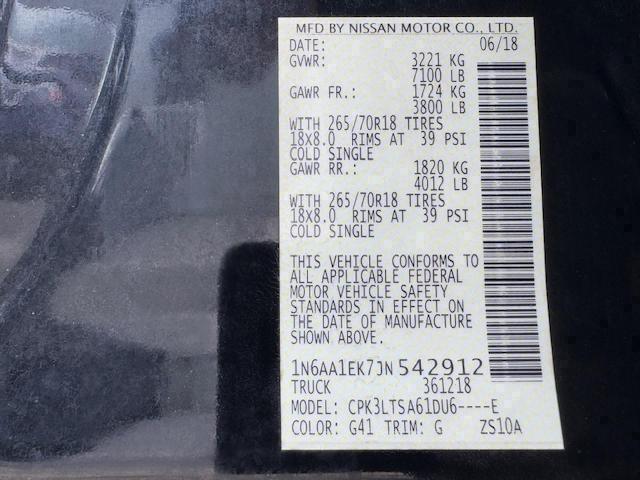 MFD BY NISSAN MOTOR CO., LTD.
DATE: 06/18
GVWR: 3221 KG
7100 LB
GAWR FR.: 1724 KG
3800 LB
WITH 265/70R18 TIRES
18X8.0 RIMS AT 39 PSI
COLD SINGLE
GAWR RR.: 1820 KG
4012 LB
WITH 265/70R18 TIRES
18X8.0 RIMS AT 39 PSI
COLD SINGLE
THIS VEHICLE CONFORMS TO
ALL APPLICABLE FEDERAL
MOTOR VEHICLE SAFETY
STANDARDS IN EFFECT ON
THE DATE OF MANUFACTURE
SHOWN ABOVE.
1N6AA1EK7JN542912
TRUCK 361218
MODEL: CPK3LTSA61DU6----E
COLOR: G41 TRIM: G ZS10A